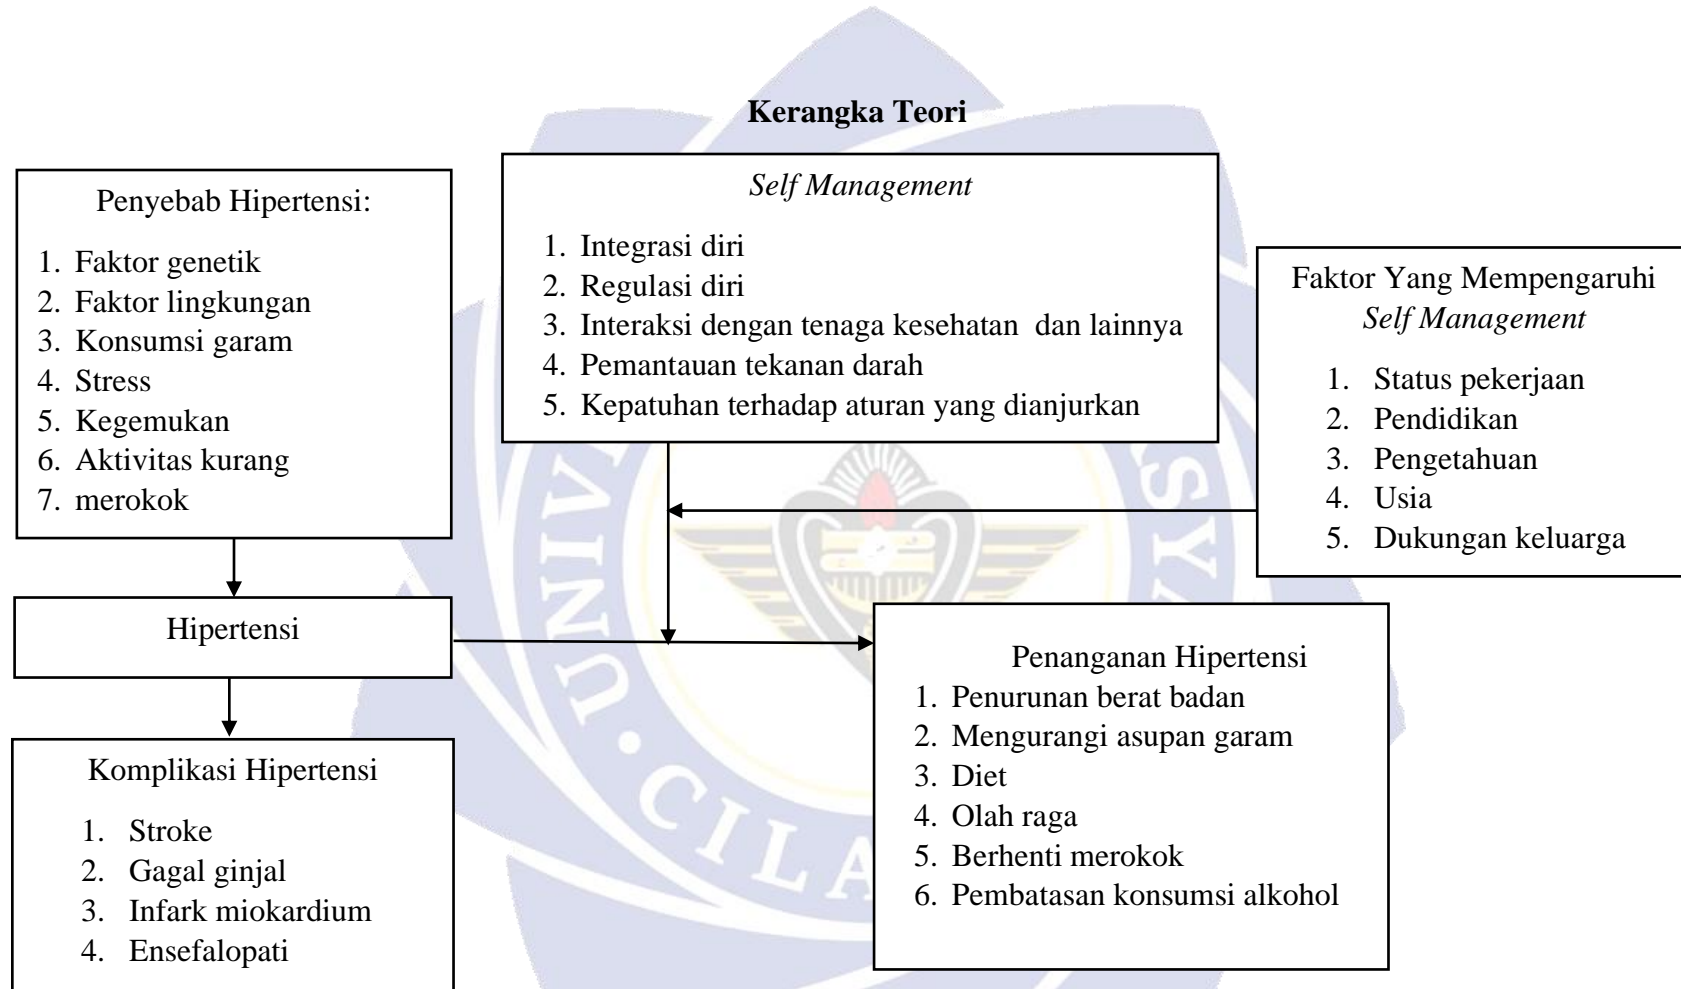 Kerangka Teori
Penyebab Hipertensi:
1. Faktor genetik
2. Faktor lingkungan
3. Konsumsi garam
4. Stress
5. Kegemukan
6. Aktivitas kurang
7. merokok
Self Management
1. Integrasi diri
2. Regulasi diri
3. Interaksi dengan tenaga kesehatan dan lainnya
4. Pemantauan tekanan darah
5. Kepatuhan terhadap aturan yang dianjurkan
Faktor Yang Mempengaruhi
Self Management
1. Status pekerjaan
2. Pendidikan
3. Pengetahuan
4. Usia
5. Dukungan keluarga
Hipertensi
Penanganan Hipertensi
1. Penurunan berat badan
2. Mengurangi asupan garam
3. Diet
4. Olah raga
5. Berhenti merokok
6. Pembatasan konsumsi alkohol
Komplikasi Hipertensi
1. Stroke
2. Gagal ginjal
3. Infark miokardium
4. Ensefalopati